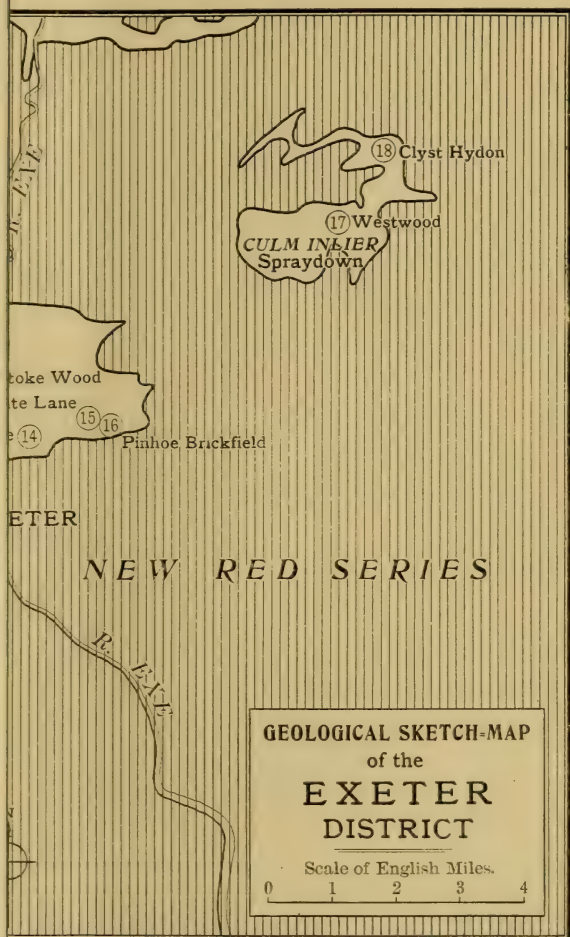 R. EXE
18 Clyst Hydon
17 Westwood
CULM INLIER
Spraydown
toke Wood
te Lane
15
16
e 14
Pinhoe Brickfield
ETER
NEW RED SERIES
R. EXE
GEOLOGICAL SKETCH=MAP
of the
EXETER
DISTRICT
Scale of English Miles.
0 1 2 3 4